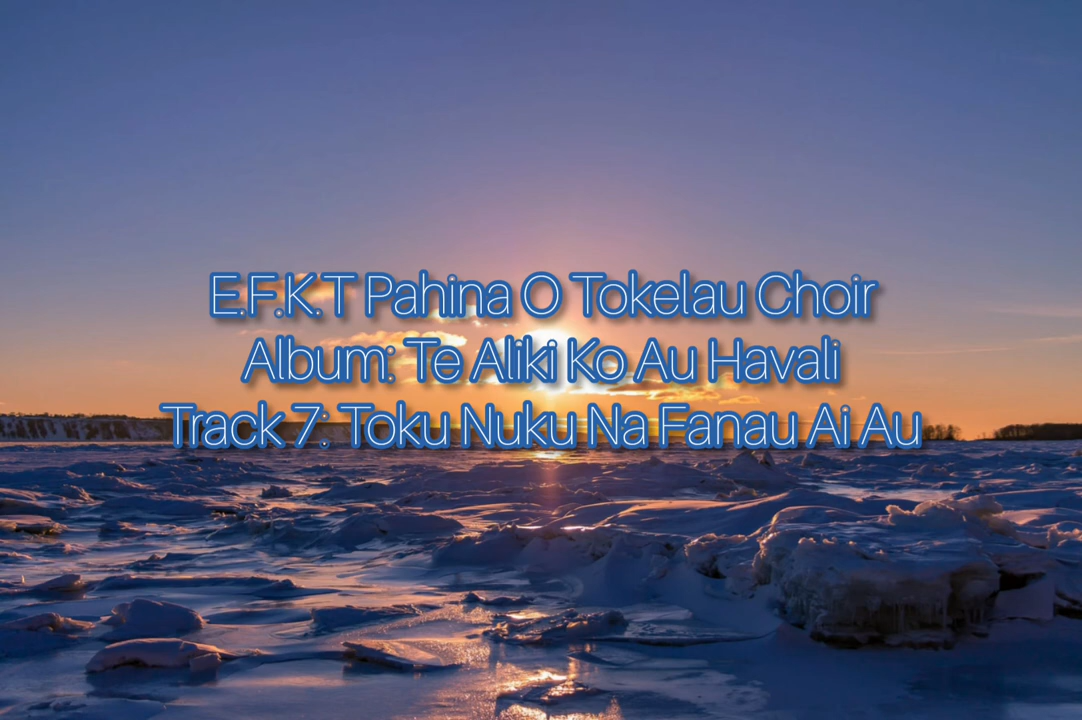 E.F.K.T Pahina O Tokelau Choir
Album: Te Aliki Ko Au Havali
Track 7: Toku Nuku Na Fanau Ai Au